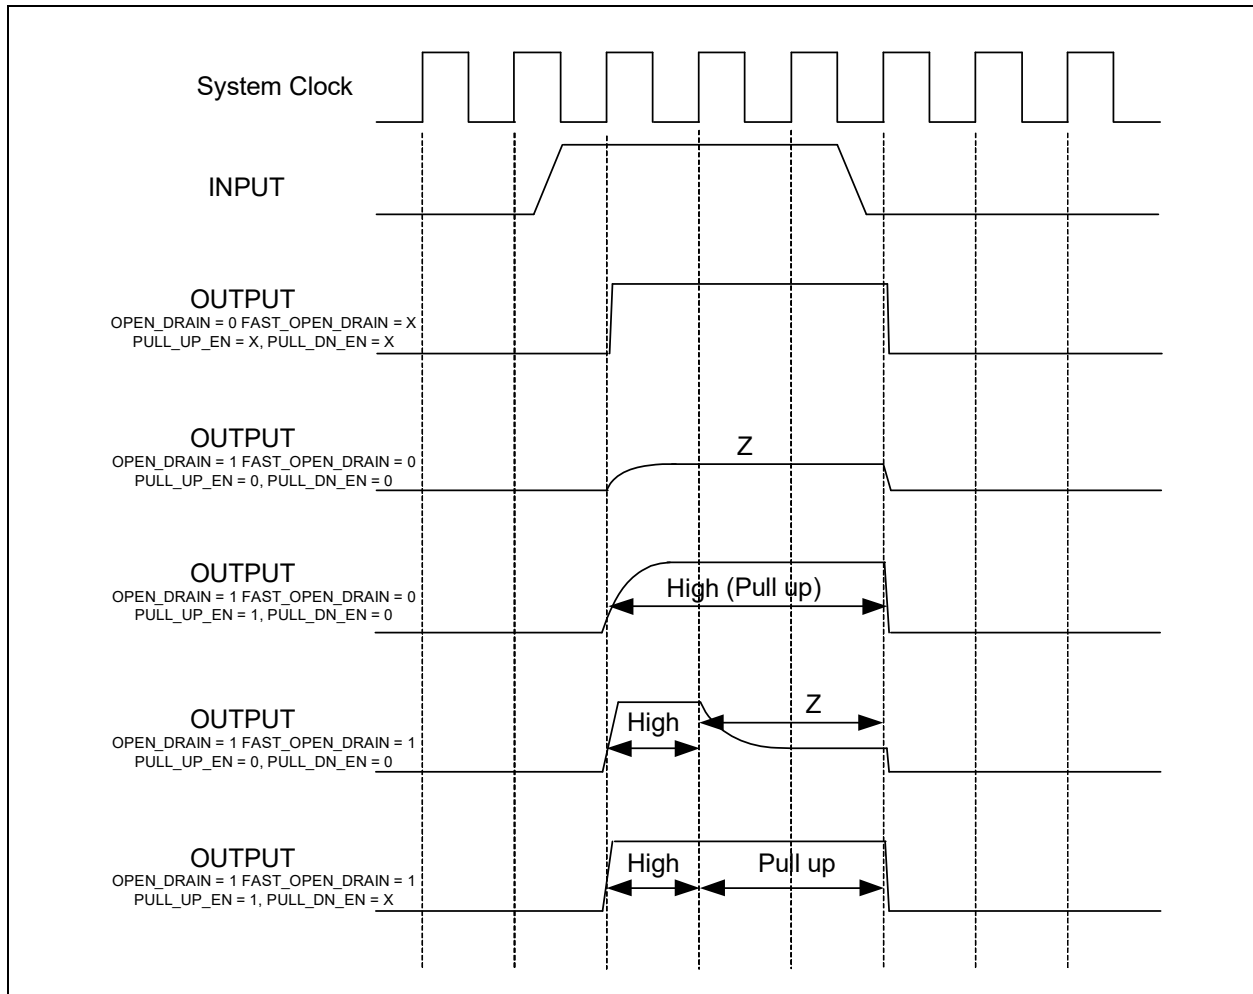 System Clock
INPUT
OUTPUT
OPEN_DRAIN = 0 FAST_OPEN_DRAIN = X
PULL_UP_EN = X, PULL_DN_EN = X
OUTPUT
OPEN_DRAIN = 1 FAST_OPEN_DRAIN = 0
PULL_UP_EN = 0, PULL_DN_EN = 0
Z
OUTPUT
OPEN_DRAIN = 1 FAST_OPEN_DRAIN = 0
PULL_UP_EN = 1, PULL_DN_EN = 0
High (Pull up)
OUTPUT
OPEN_DRAIN = 1 FAST_OPEN_DRAIN = 1
PULL_UP_EN = 0, PULL_DN_EN = 0
High
Z
OUTPUT
OPEN_DRAIN = 1 FAST_OPEN_DRAIN = 1
PULL_UP_EN = 1, PULL_DN_EN = X
High
Pull up